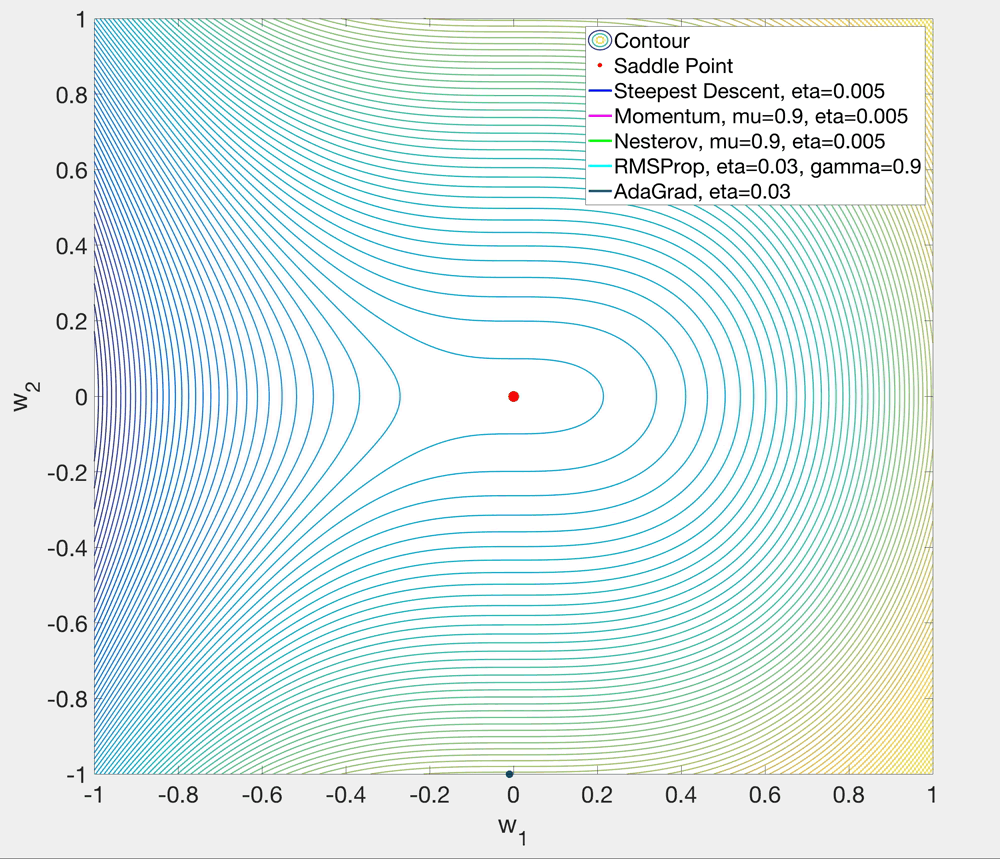 Contour
Saddle Point
Steepest Descent, eta=0.005
Momentum, mu=0.9, eta=0.005
Nesterov, mu=0.9, eta=0.005
RMSProp, eta=0.03, gamma=0.9
AdaGrad, eta=0.03
1
0.8
0.6
0.4
0.2
0
-0.2
-0.4
-0.6
-0.8
-1
w2
-1 -0.8 -0.6 -0.4 -0.2 0 0.2 0.4 0.6 0.8 1
w1